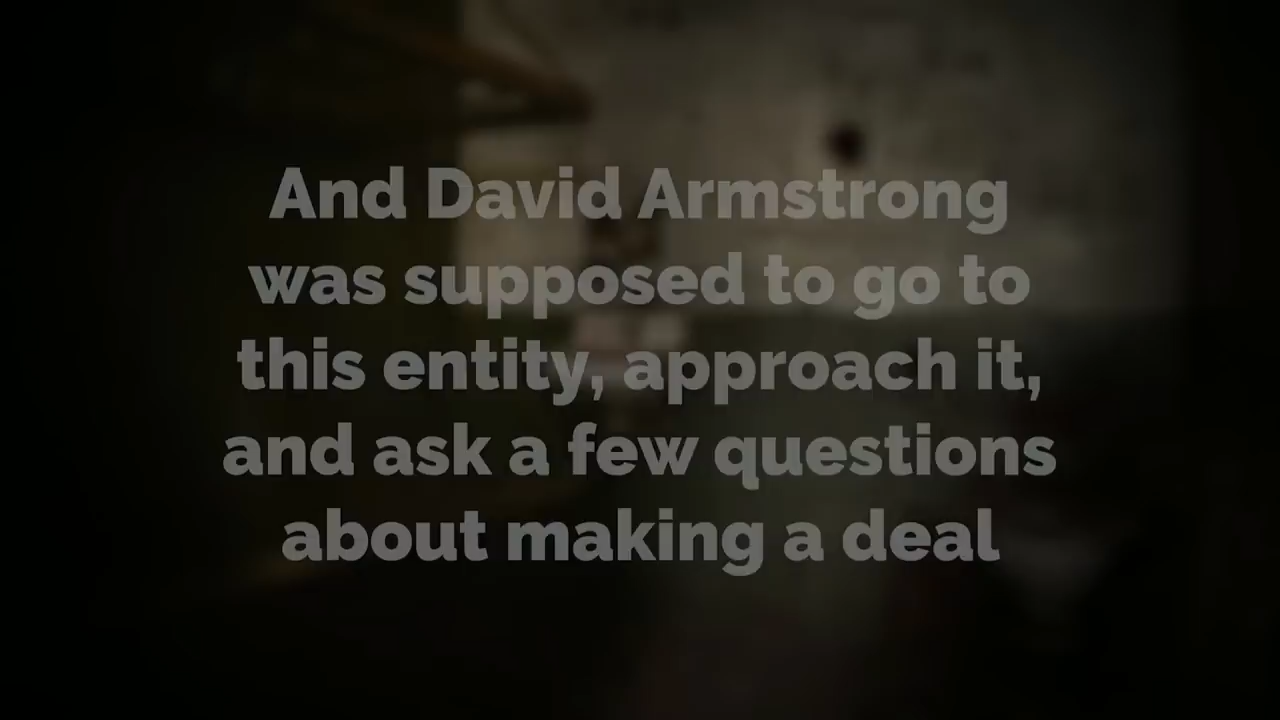 And David Armstrong
was supposed to go to
this entity, approach it,
and ask a few questions
about making a deal